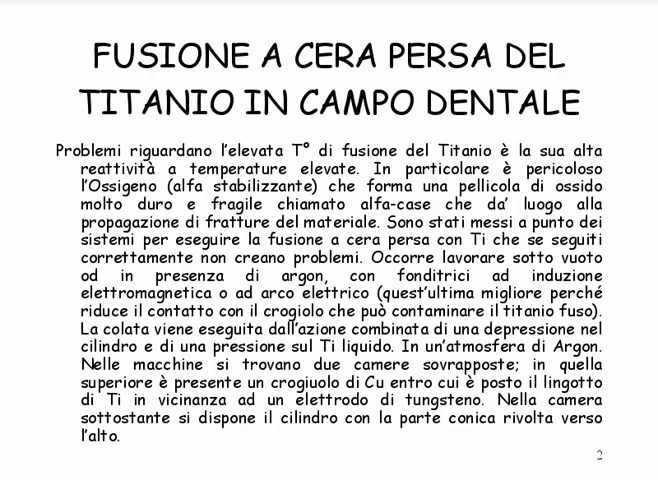 FUSIONE A CERA PERSA DEL
TITANIO IN CAMPO DENTALE
Problemi riguardano l'elevata T° di fusione del Titanio è la sua alta
reattività a temperature elevate. In particolare è pericoloso
l'Ossigeno (alfa stabilizzante) che forma una pellicola di ossido
molto duro e fragile chiamato alfa-case che da' luogo alla
propagazione di fratture del materiale. Sono stati messi a punto dei
sistemi per eseguire la fusione a cera persa con Ti che se seguiti
correttamente non creano problemi. Occorre lavorare sotto vuoto
od in presenza di argon, con fonditrici ad induzione
elettromagnetica o ad arco elettrico (quest'ultima migliore perché
riduce il contatto con il crogiolo che può contaminare il titanio fuso).
La colata viene eseguita dall'azione combinata di una depressione nel
cilindro e di una pressione sul Ti liquido. In un'atmosfera di Argon.
Nelle macchine si trovano due camere sovrapposte; in quella
superiore è presente un crogiuolo di Cu entro cui è posto il lingotto
di Ti in vicinanza ad un elettrodo di tungsteno. Nella camera
sottostante si dispone il cilindro con la parte conica rivolta verso
l'alto.
2